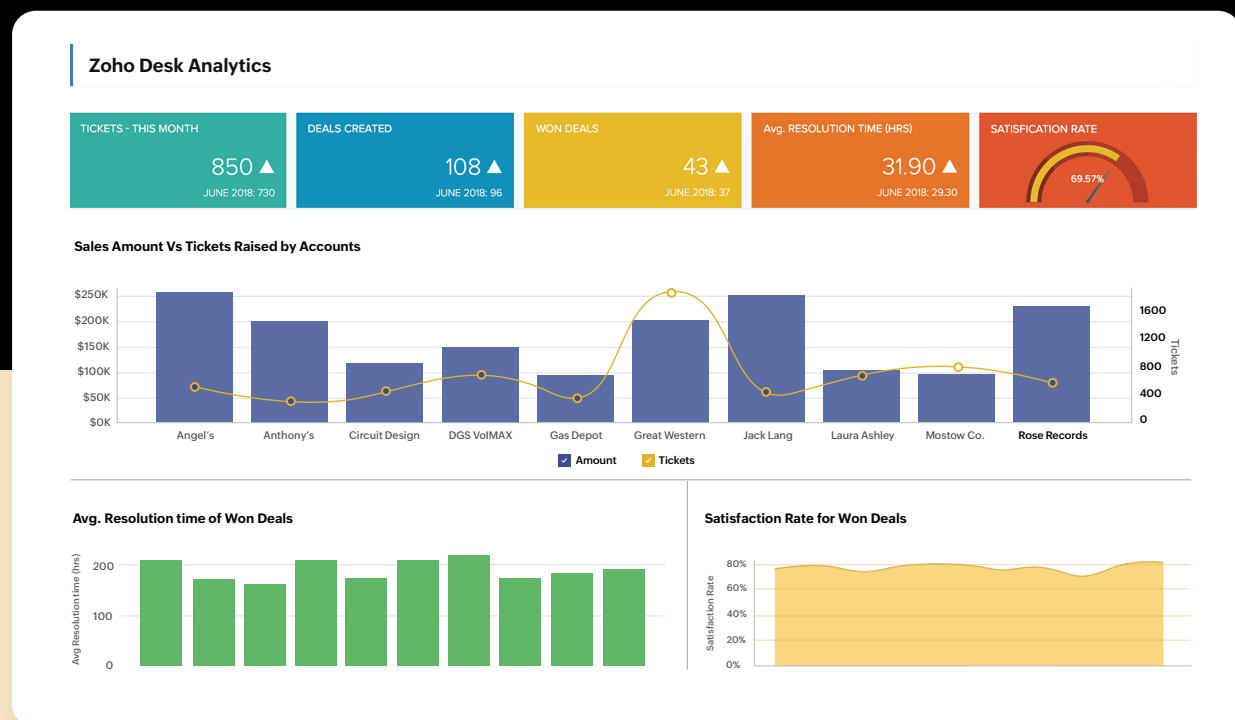 Zoho Desk Analytics
TICKETS - THIS MONTH
850
JUNE 2018: 730
DEALS CREATED
108
JUNE 2018: 96
WON DEALS
43
JUNE 2018: 37
Avg. RESOLUTION TIME (HRS)
31.90
JUNE 2018: 29.30
SATISFICATION RATE
69.57%
Sales Amount Vs Tickets Raised by Accounts
$250K
$200K
$150K
$100K
$50K
$0K
1600
1200
800
400
0
Tickets
Angel's
Anthony's
Circuit Design
DGS VolMAX
Gas Depot
Great Western
Jack Lang
Laura Ashley
Mostow Co.
Rose Records
Amount
Tickets
Avg. Resolution time of Won Deals
Avg Resolution time (hrs)
200
100
0
Satisfaction Rate for Won Deals
Satisfaction Rate
80%
60%
40%
20%
0%